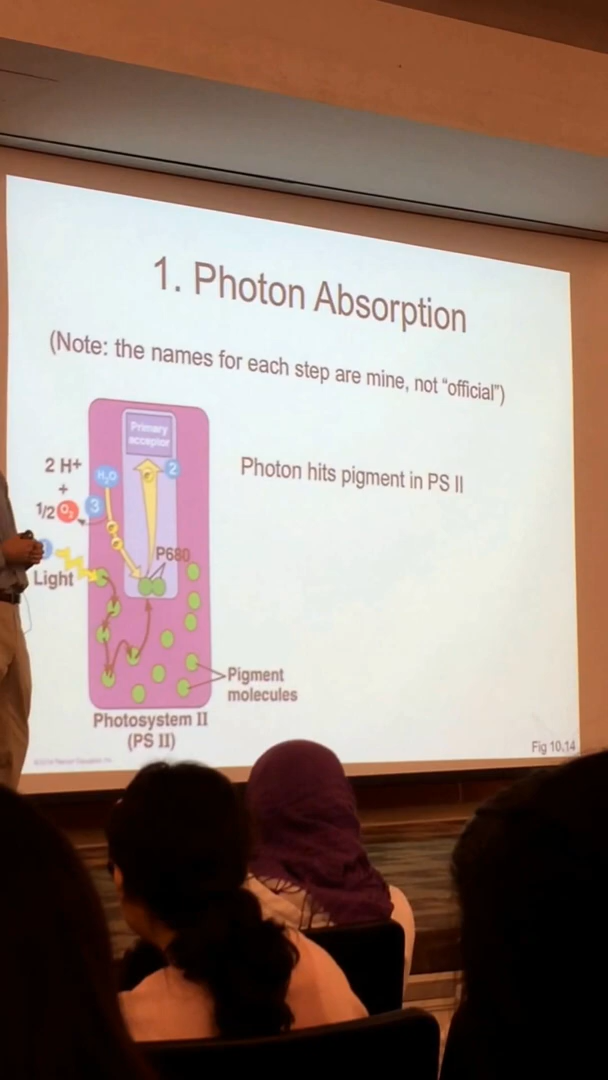 1. Photon Absorption
(Note: the names for each step are mine, not “official”)
Primary
acceptor
2 H+
+
1/2 O₂
H₂O
2
3
e⁻
Photon hits pigment in PS II
P680
Light
Pigment
molecules
Photosystem II
(PS II)
Fig 10.14